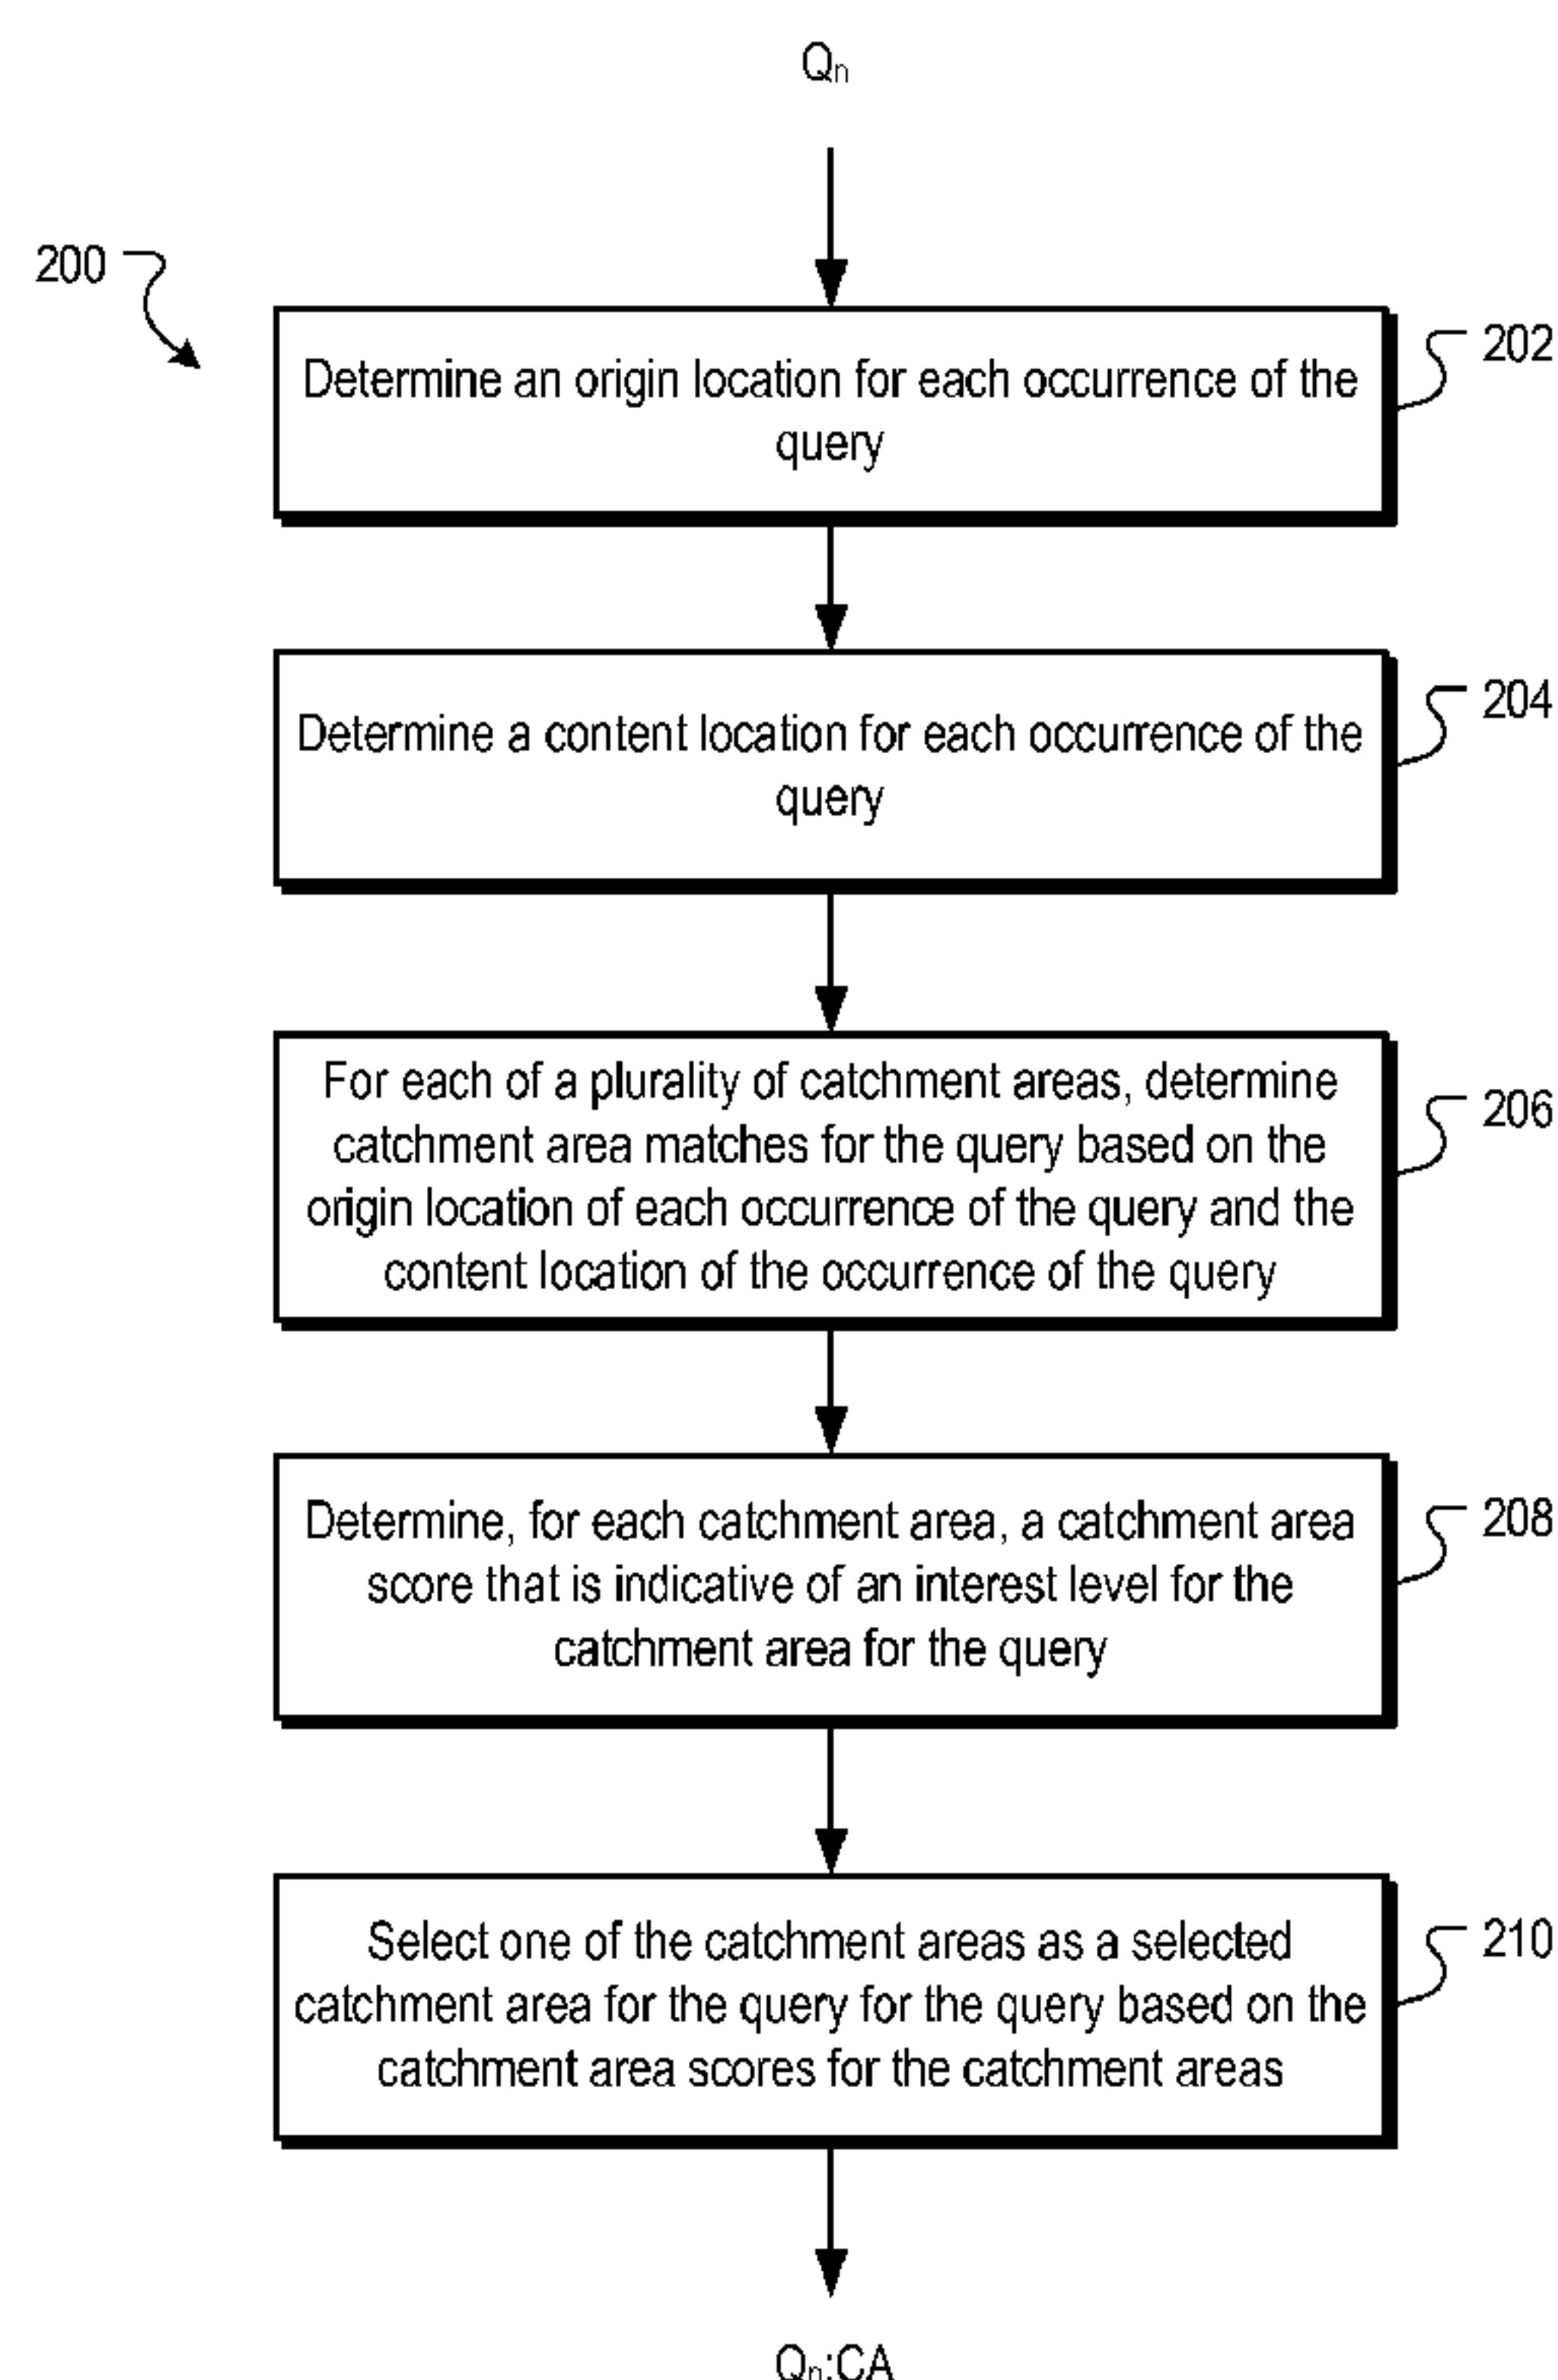 Qn
200
Determine an origin location for each occurrence of the
query
202
Determine a content location for each occurrence of the
query
204
For each of a plurality of catchment areas, determine
catchment area matches for the query based on the
origin location of each occurrence of the query and the
content location of the occurrence of the query
206
Determine, for each catchment area, a catchment area
score that is indicative of an interest level for the
catchment area for the query
208
Select one of the catchment areas as a selected
catchment area for the query for the query based on the
catchment area scores for the catchment areas
210
Qn:CA